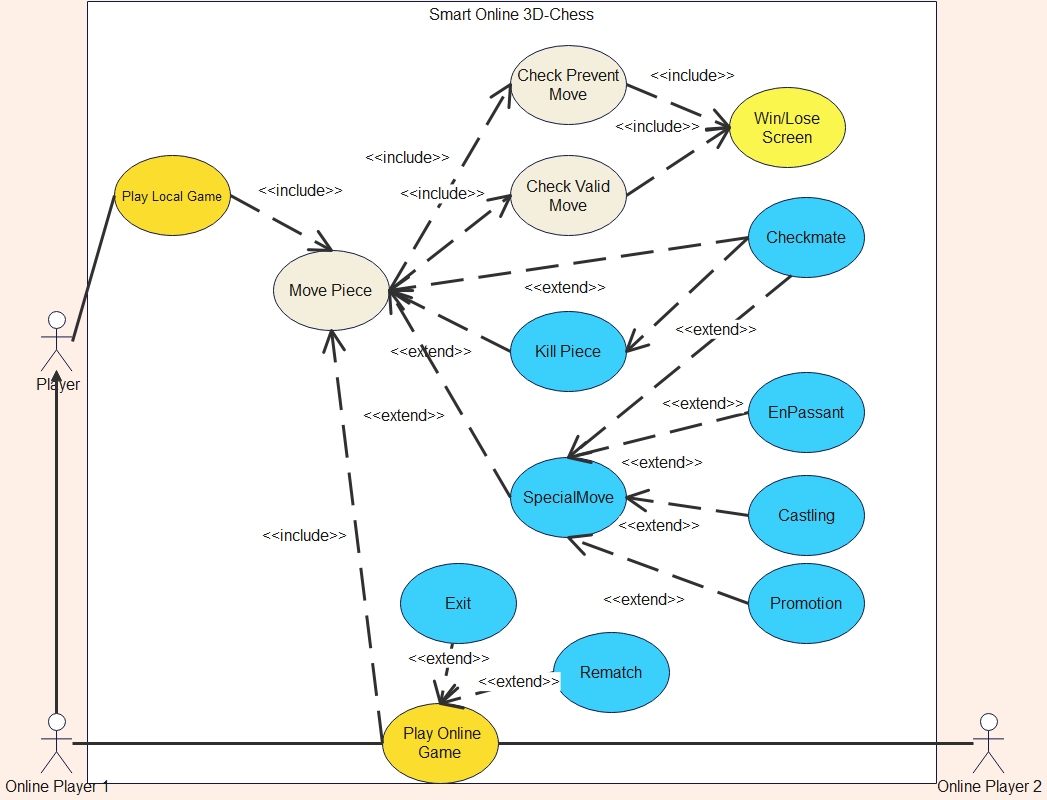 Smart Online 3D-Chess
Check Prevent
Move
<<include>>
Win/Lose
Screen
<<include>>
<<include>>
Check Valid
Move
<<include>>
Play Local Game
<<include>>
Checkmate
Move Piece
<<extend>>
<<extend>>
Kill Piece
<<extend>>
Player
<<extend>>
EnPassant
<<extend>>
<<extend>>
SpecialMove
Castling
<<extend>>
<<include>>
Exit
<<extend>>
Promotion
<<extend>>
Rematch
<<extend>>
Play Online
Game
Online Player 1
Online Player 2